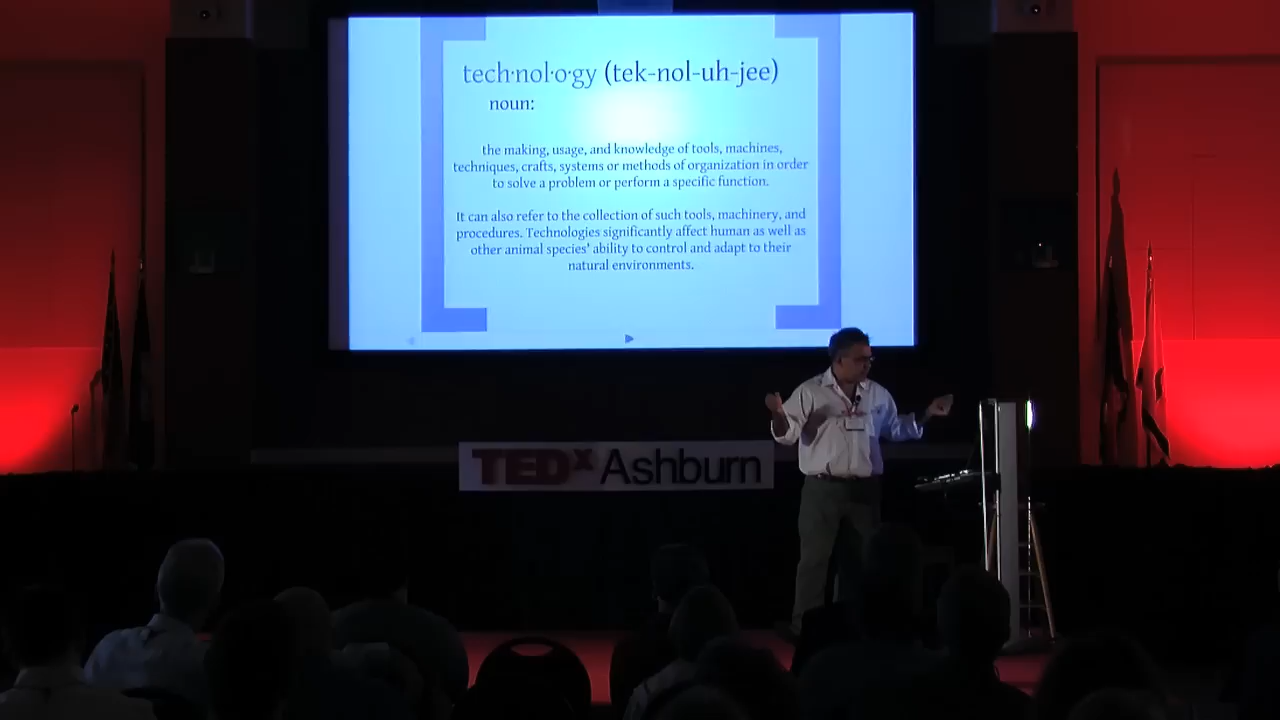 tech·nol·o·gy (tek-nol-uh-jee)
noun:
the making, usage, and knowledge of tools, machines,
techniques, crafts, systems or methods of organization in order
to solve a problem or perform a specific function.
It can also refer to the collection of such tools, machinery, and
procedures. Technologies significantly affect human as well as
other animal species' ability to control and adapt to their
natural environments.
TEDx Ashburn